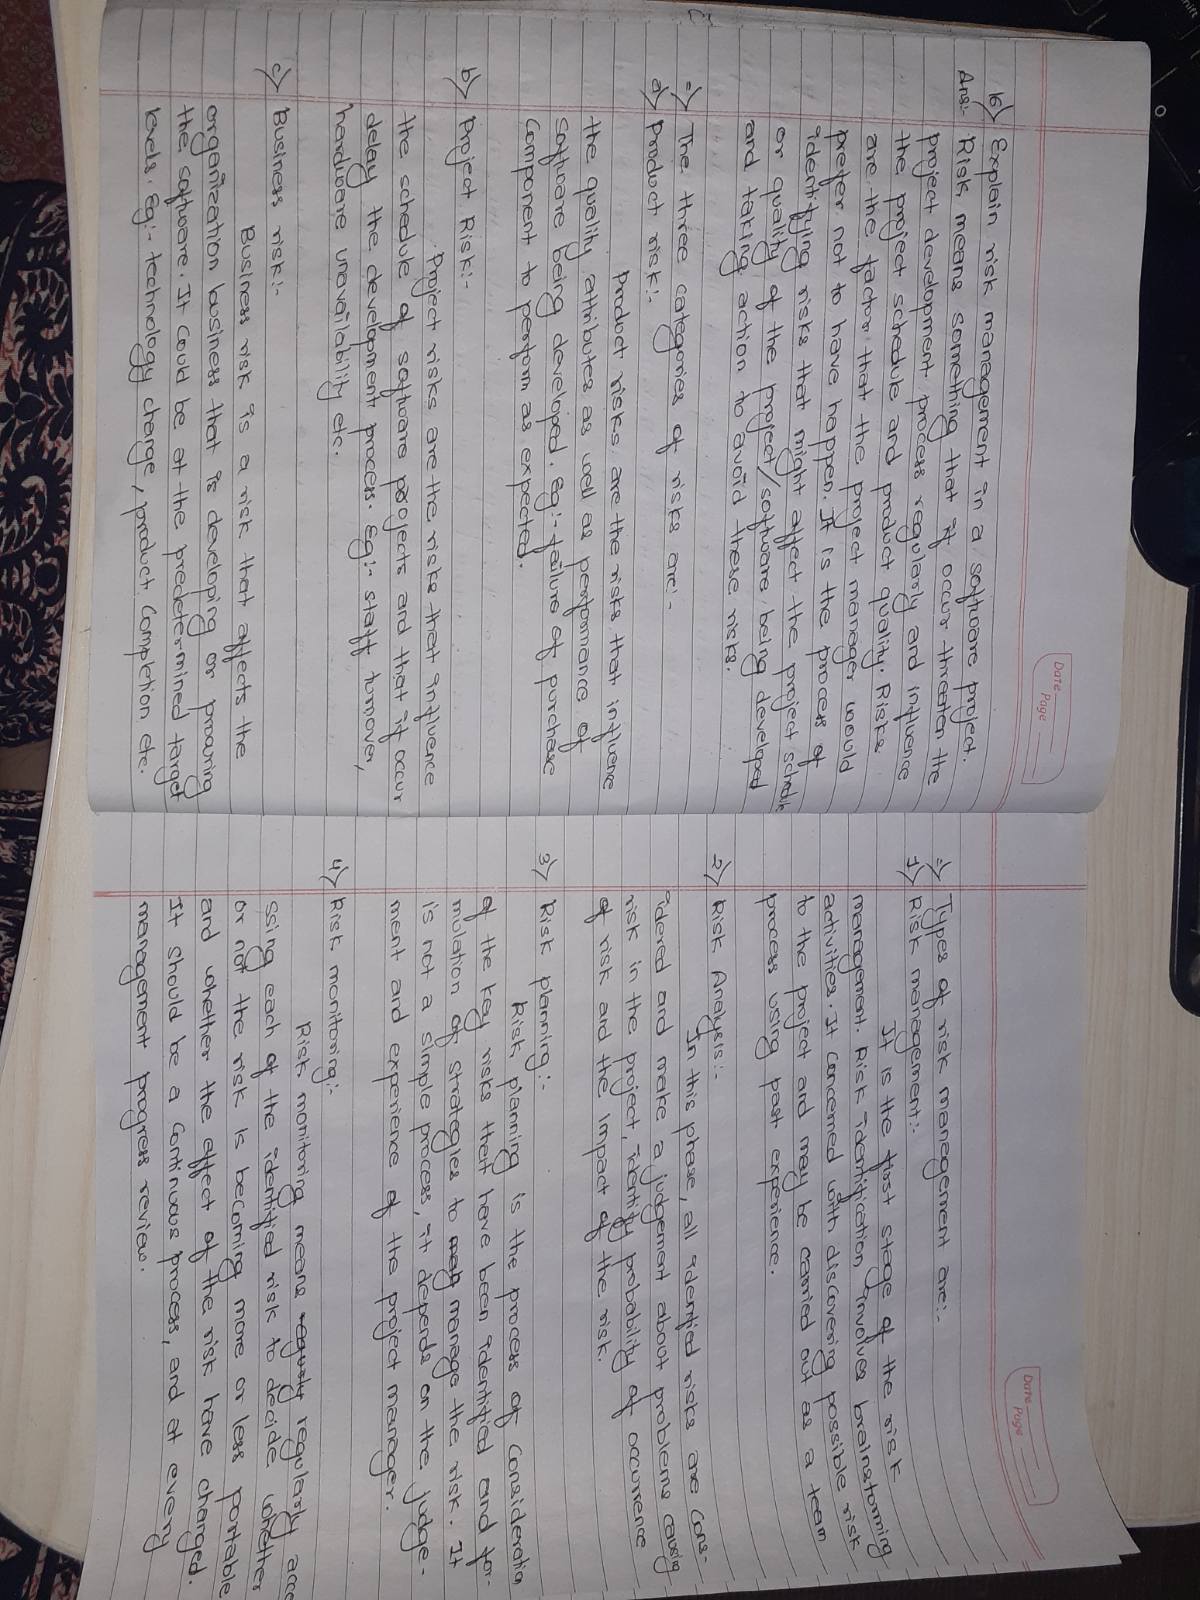 Date
Page
16) Explain risk management in a software project.
Ans:- Risk means something that if occur threaten the
project development process regularly and influence
the project schedule and product quality. Risks
are the factor that the project manager would
prefer not to have happen. It is the process of
identifying risks that might affect the project schedle
or quality of the project/software being developed
and taking action to avoid these risks.
=> The three categories of risks are:-
a) Product risk:-
Product risks are the risks that influence
the quality attributes as well as performance of
software being developed. Eg:- failure of purchase
component to perform as expected.
b) Project Risk:-
Project risks are the risks that influence
the schedule of software projects and that if occur
delay the development process. Eg:- staff turnover,
hardware unavailability etc.
c) Business risk:-
Business risk is a risk that affects the
organization business that is developing or procuring
the software. It could be at the predetermined target
levels. Eg:- technology change, product completion etc.
Date
Page
=> Types of risk management are:-
1) Risk management:-
It is the first stage of the risk
management. Risk identification involves brainstorming
activities. It concerned with discovering possible risk
to the project and may be carried out as a team
process using past experience.
2) Risk Analysis:-
In this phase, all identified risks are cons-
idered and make a judgement about problems causing
risk in the project, identify probability of occurrence
of risk and the impact of the risk.
3) Risk planning:-
Risk planning is the process of consideration
of the key risks that have been identified and for-
mulation of strategies to manage the risk. It
is not a simple process, it depends on the judge-
ment and experience of the project manager.
4) Risk monitoring:-
Risk monitoring means regularly acce
ssing each of the identified risk to decide whether
or not the risk is becoming more or less portable
and whether the effect of the risk have changed.
It should be a continuous process, and at every
management progress review.